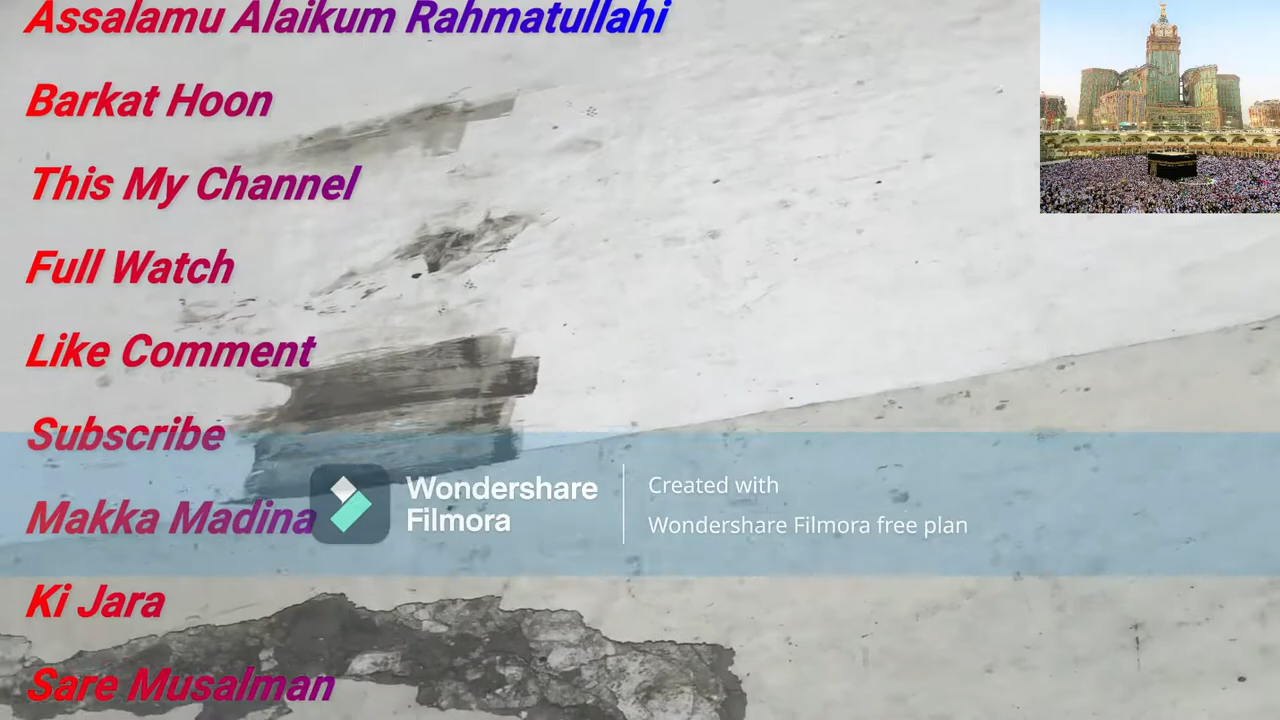 Assalamu Alaikum Rahmatullahi
Barkat Hoon
This My Channel
Full Watch
Like Comment
Subscribe
Makka Madina
Ki Jara
Sare Musalman
Wondershare
Filmora
Created with
Wondershare Filmora free plan